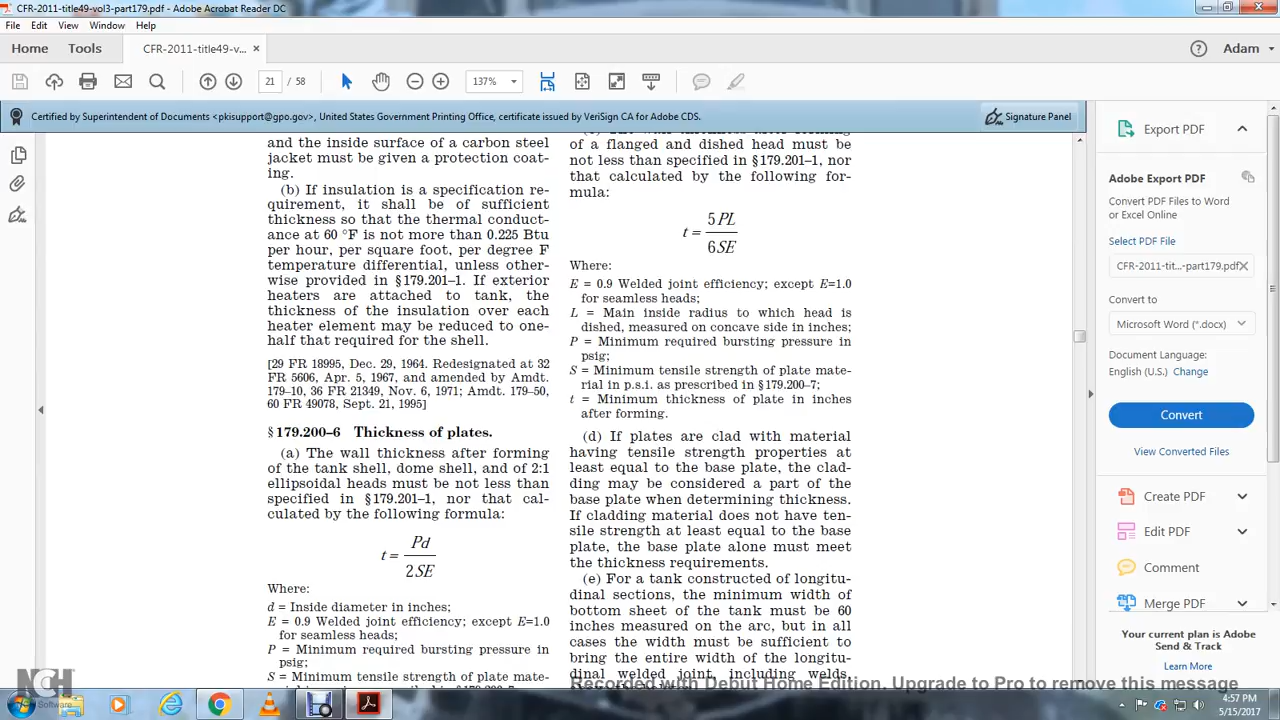 CFR-2011-title49-vol3-part179.pdf - Adobe Acrobat Reader DC
File Edit View Window Help
Home Tools CFR-2011-title49-v... × Adam
21 / 58 137%
Certified by Superintendent of Documents <pkisupport@gpo.gov>, United States Government Printing Office, certificate issued by VeriSign CA for Adobe CDS. Signature Panel
and the inside surface of a carbon steel
jacket must be given a protection coat-
ing.
(b) If insulation is a specification re-
quirement, it shall be of sufficient
thickness so that the thermal conduct-
ance at 60 °F is not more than 0.225 Btu
per hour, per square foot, per degree F
temperature differential, unless other-
wise provided in §179.201–1. If exterior
heaters are attached to tank, the
thickness of the insulation over each
heater element may be reduced to one-
half that required for the shell.
[29 FR 18995, Dec. 29, 1964. Redesignated at 32
FR 5606, Apr. 5, 1967, and amended by Amdt.
179–10, 36 FR 21349, Nov. 6, 1971; Amdt. 179–50,
60 FR 49078, Sept. 21, 1995]
§179.200–6 Thickness of plates.
(a) The wall thickness after forming
of the tank shell, dome shell, and of 2:1
ellipsoidal heads must be not less than
specified in §179.201–1, nor that cal-
culated by the following formula:
t = Pd / 2SE
Where:
d = Inside diameter in inches;
E = 0.9 Welded joint efficiency; except E=1.0
for seamless heads;
P = Minimum required bursting pressure in
psig;
S = Minimum tensile strength of plate mate-
of a flanged and dished head must be
not less than specified in §179.201–1, nor
that calculated by the following for-
mula:
t = 5PL / 6SE
Where:
E = 0.9 Welded joint efficiency; except E=1.0
for seamless heads;
L = Main inside radius to which head is
dished, measured on concave side in inches;
P = Minimum required bursting pressure in
psig;
S = Minimum tensile strength of plate mate-
rial in p.s.i. as prescribed in §179.200–7;
t = Minimum thickness of plate in inches
after forming.
(d) If plates are clad with material
having tensile strength properties at
least equal to the base plate, the clad-
ding may be considered a part of the
base plate when determining thickness.
If cladding material does not have ten-
sile strength at least equal to the base
plate, the base plate alone must meet
the thickness requirements.
(e) For a tank constructed of longitu-
dinal sections, the minimum width of
bottom sheet of the tank must be 60
inches measured on the arc, but in all
cases the width must be sufficient to
bring the entire width of the longitu-
dinal welded joint, including welds,
Export PDF
Adobe Export PDF
Convert PDF Files to Word
or Excel Online
Select PDF File
CFR-2011-tit...-part179.pdf ×
Convert to
Microsoft Word (*.docx)
Document Language:
English (U.S.) Change
Convert
View Converted Files
Create PDF
Edit PDF
Comment
Merge PDF
Your current plan is Adobe
Send & Track
Learn More
NCH Software
Recorded with Debut Home Edition. Upgrade to Pro to remove this message
4:57 PM
5/15/2017